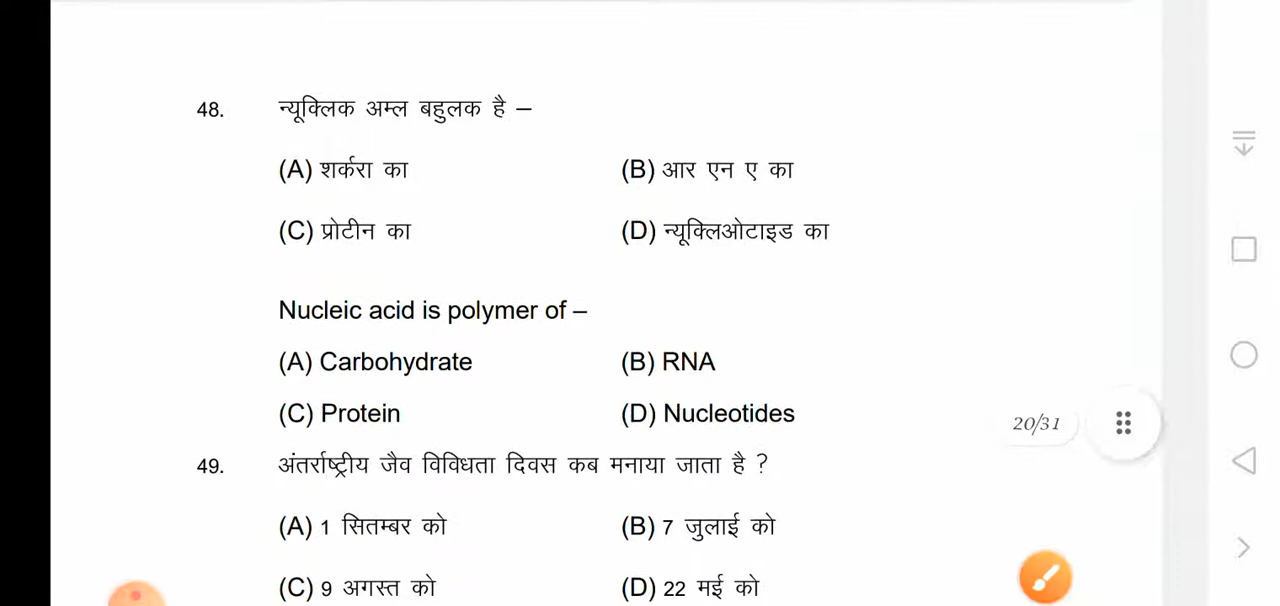 48. न्यूक्लिक अम्ल बहुलक है –
(A) शर्करा का (B) आर एन ए का
(C) प्रोटीन का (D) न्यूक्लिओटाइड का
Nucleic acid is polymer of –
(A) Carbohydrate (B) RNA
(C) Protein (D) Nucleotides
20/31
49. अंतर्राष्ट्रीय जैव विविधता दिवस कब मनाया जाता है ?
(A) 1 सितम्बर को (B) 7 जुलाई को
(C) 9 अगस्त को (D) 22 मई को